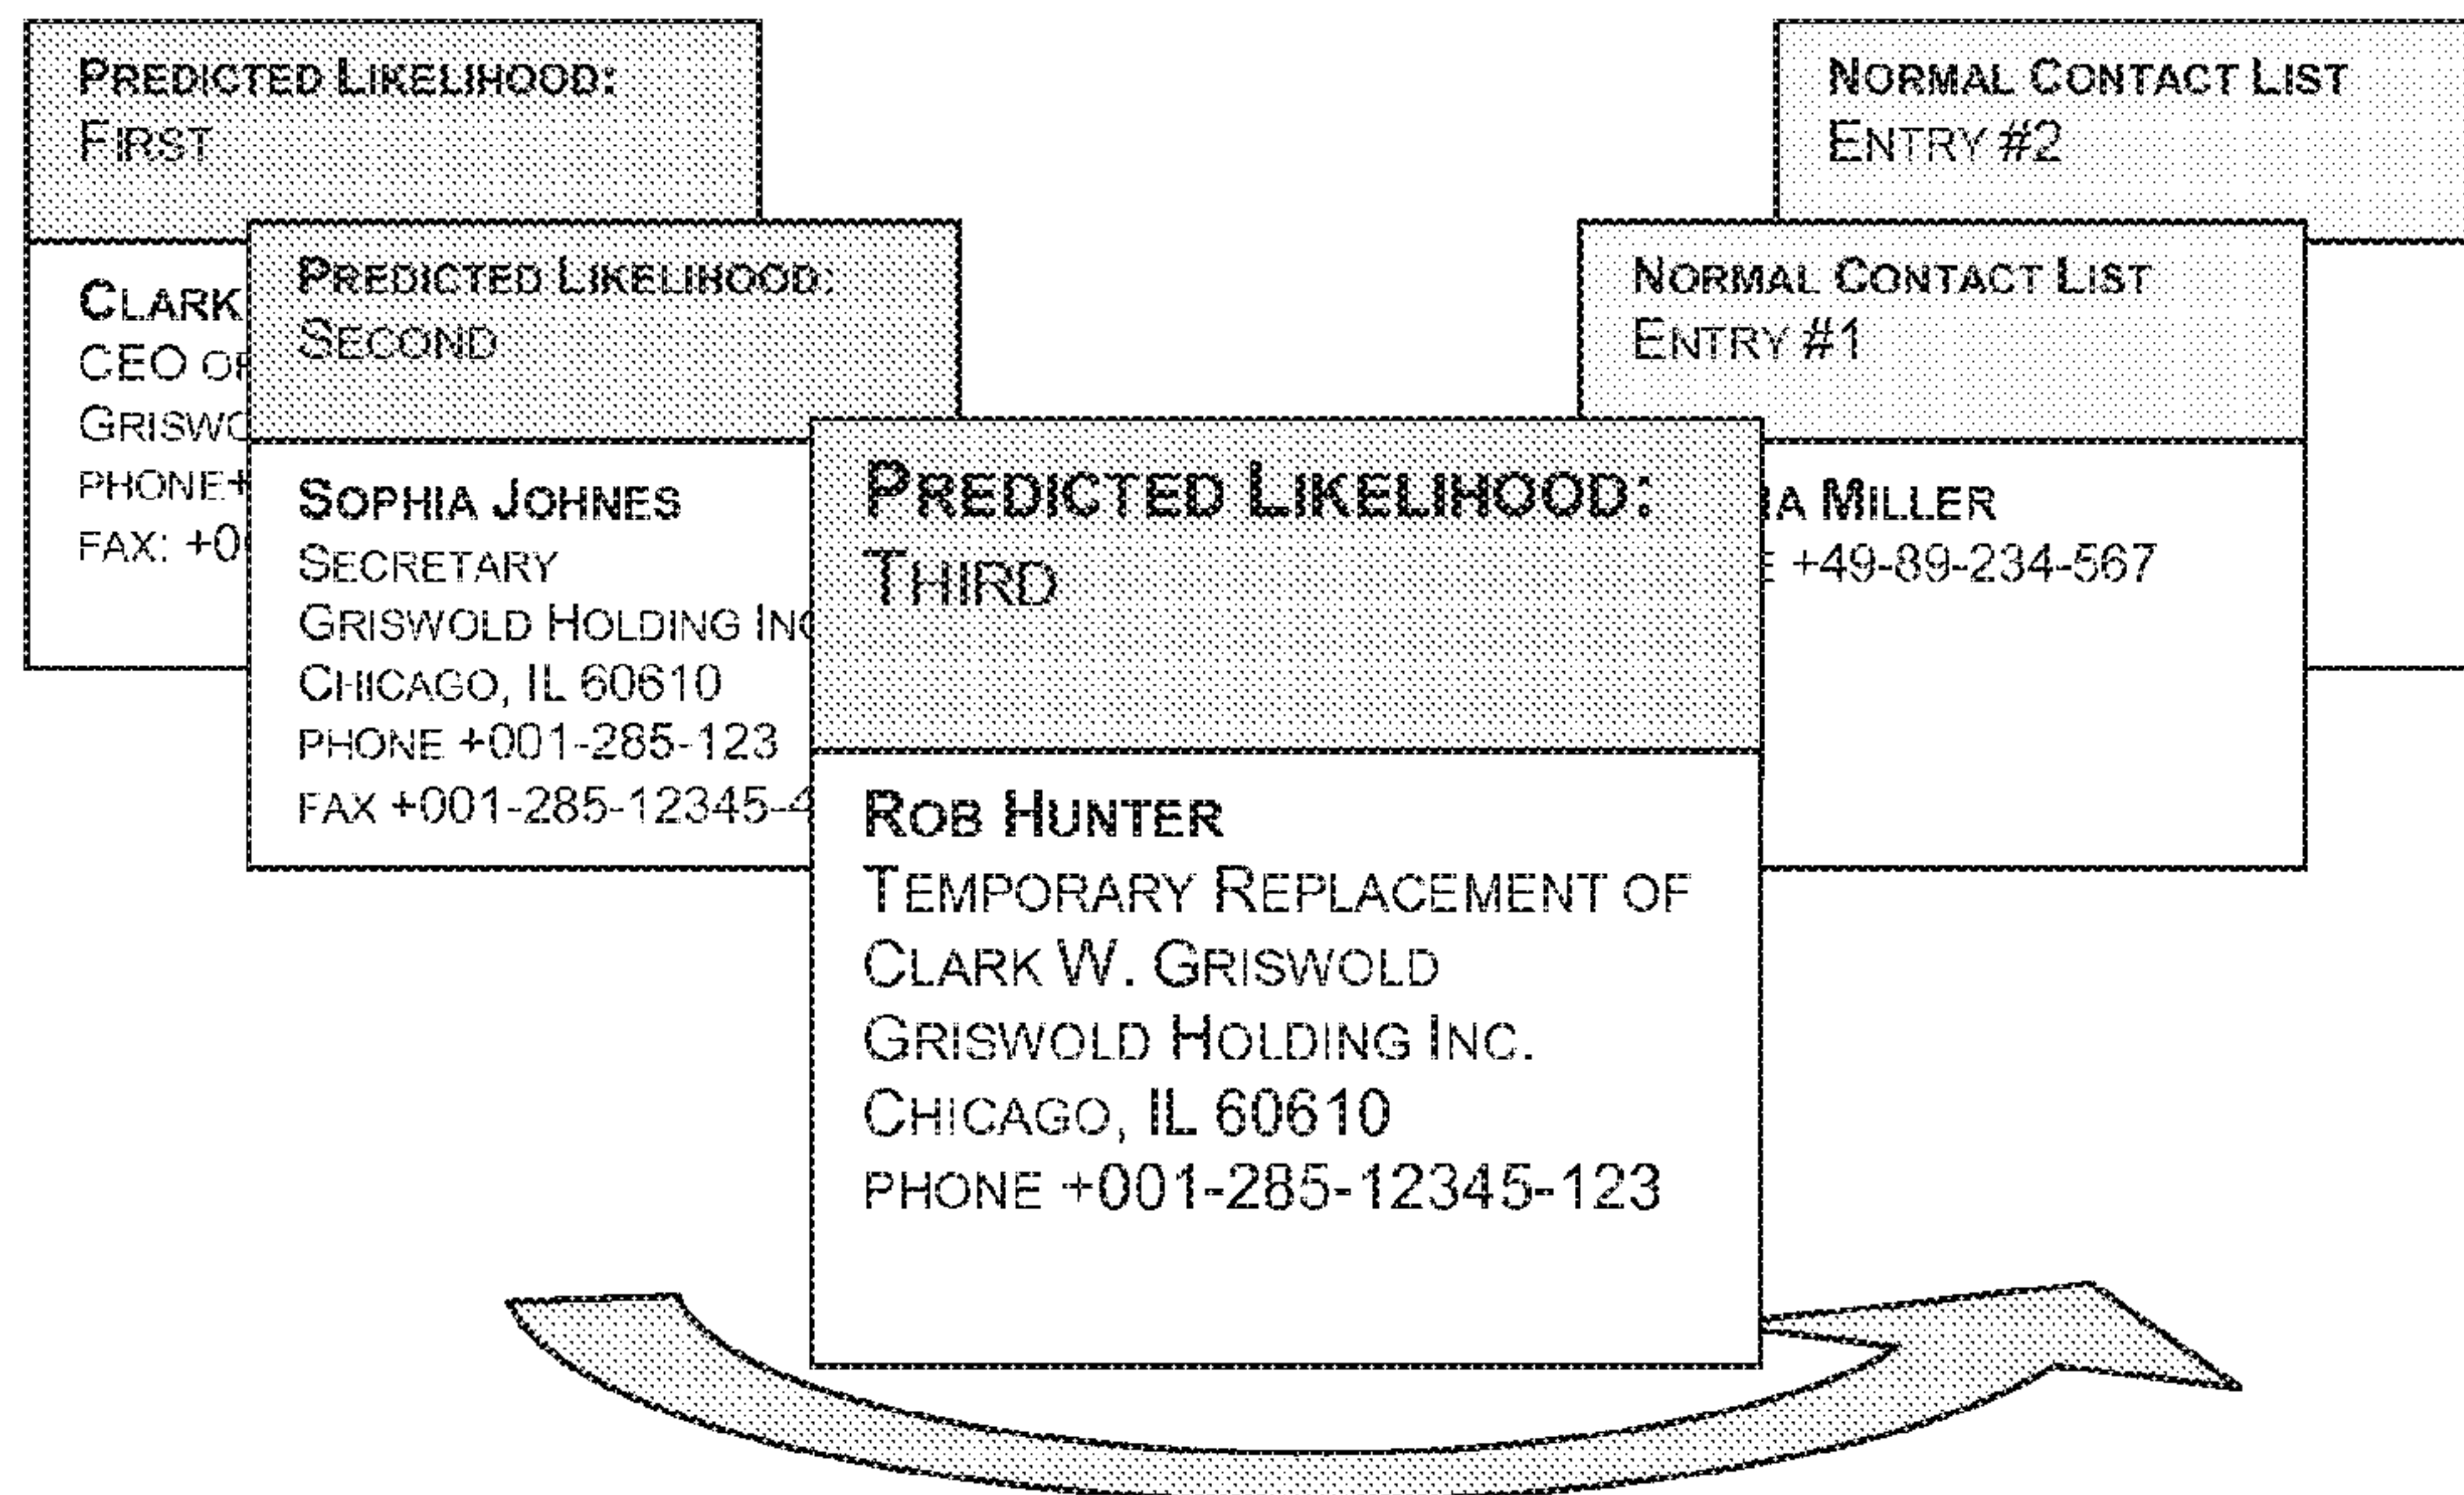 PREDICTED LIKELIHOOD:
FIRST
CLARK
CEO
PHONE+
FAX: +0
PREDICTED LIKELIHOOD:
SECOND
SOPHIA JOHNES
SECRETARY
GRISWOLD HOLDING INC
CHICAGO, IL 60610
PHONE +001-285-123
FAX +001-285-12345-4
PREDICTED LIKELIHOOD:
THIRD
ROB HUNTER
TEMPORARY REPLACEMENT OF
CLARK W. GRISWOLD
GRISWOLD HOLDING INC.
CHICAGO, IL 60610
PHONE +001-285-12345-123
NORMAL CONTACT LIST
ENTRY #1
MILLER
+49-89-234-567
NORMAL CONTACT LIST
ENTRY #2